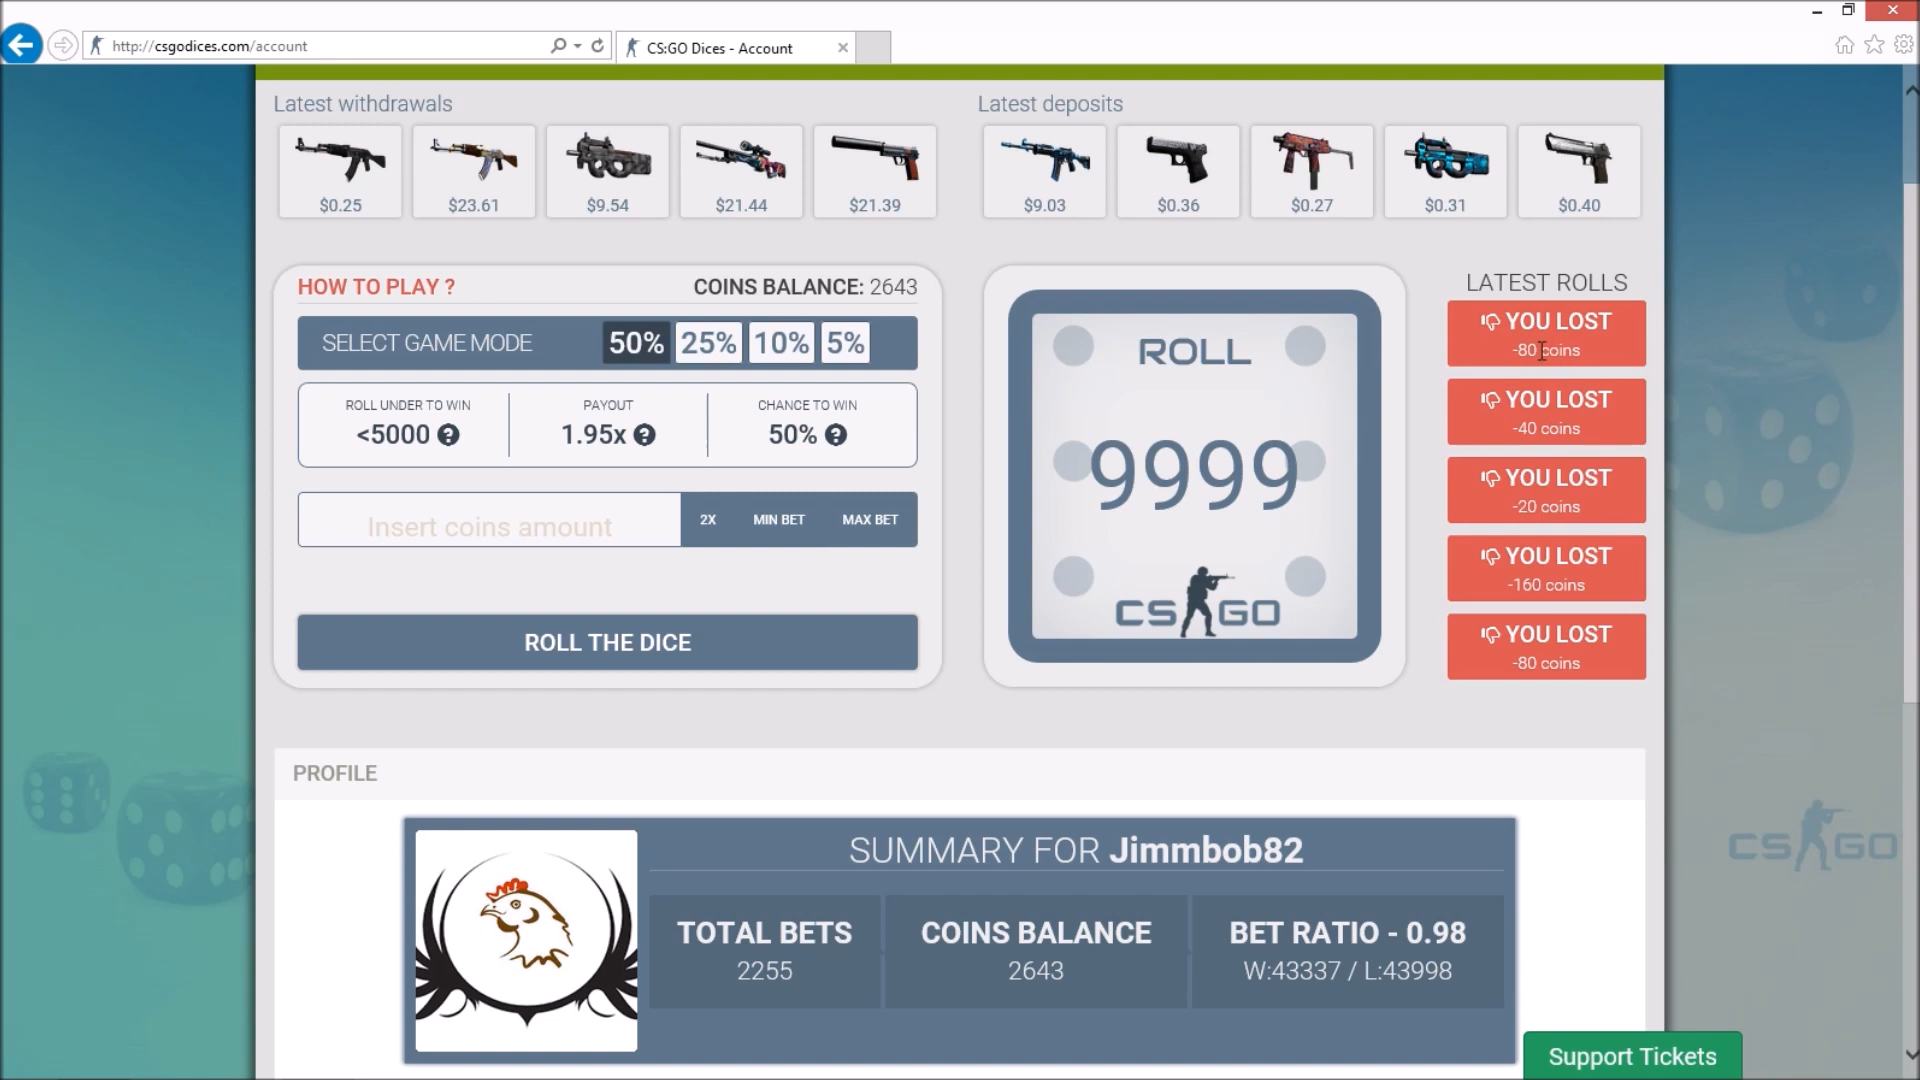 http://csgodices.com/account
CS:GO Dices - Account
Latest withdrawals
$0.25
$23.61
$9.54
$21.44
$21.39
Latest deposits
$9.03
$0.36
$0.27
$0.31
$0.40
HOW TO PLAY ?
COINS BALANCE: 2643
SELECT GAME MODE
50%
25%
10%
5%
ROLL UNDER TO WIN
<5000
PAYOUT
1.95x
CHANCE TO WIN
50%
Insert coins amount
2X
MIN BET
MAX BET
ROLL THE DICE
ROLL
9999
CS GO
LATEST ROLLS
YOU LOST
-80 coins
YOU LOST
-40 coins
YOU LOST
-20 coins
YOU LOST
-160 coins
YOU LOST
-80 coins
PROFILE
SUMMARY FOR Jimmbob82
TOTAL BETS
2255
COINS BALANCE
2643
BET RATIO - 0.98
W:43337 / L:43998
CS GO
Support Tickets